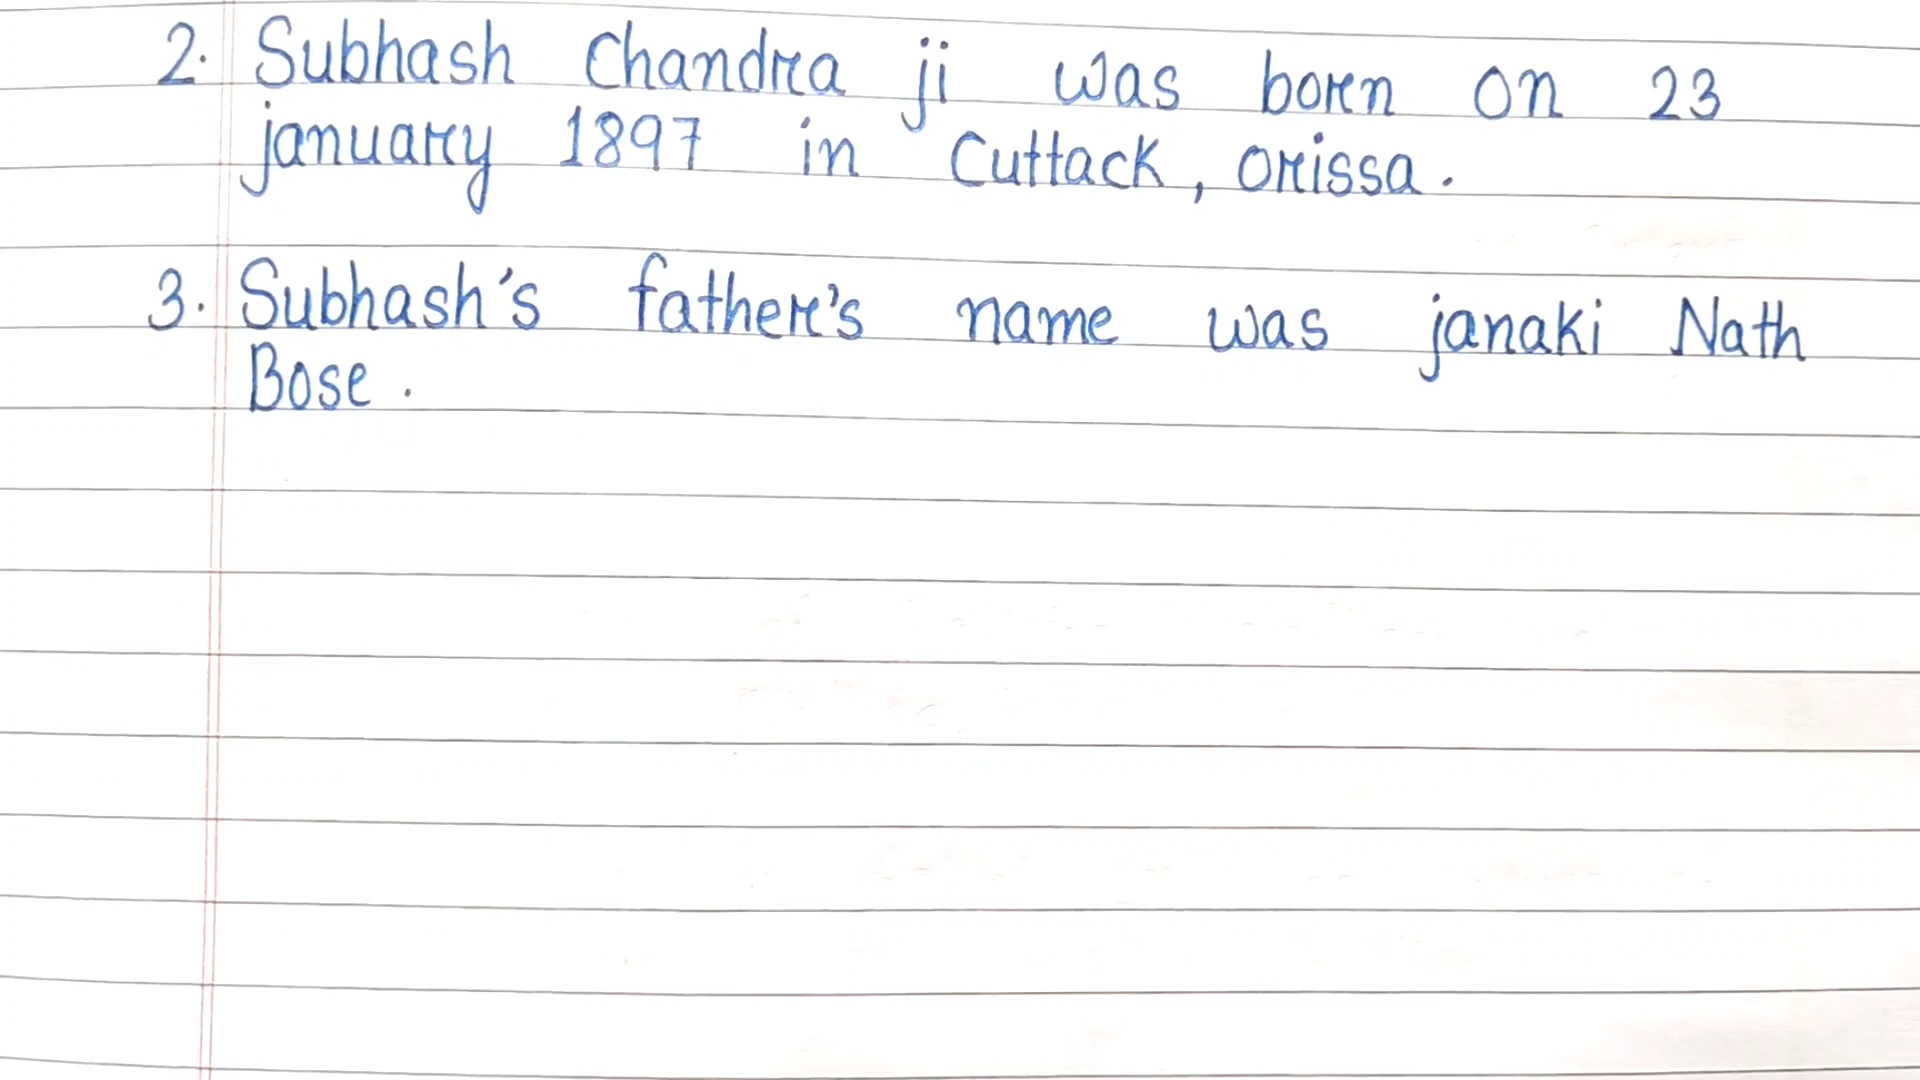 2. Subhash Chandra ji was born on 23
january 1897 in Cuttack, orissa.
3. Subhash's father's name was janaki Nath
Bose.